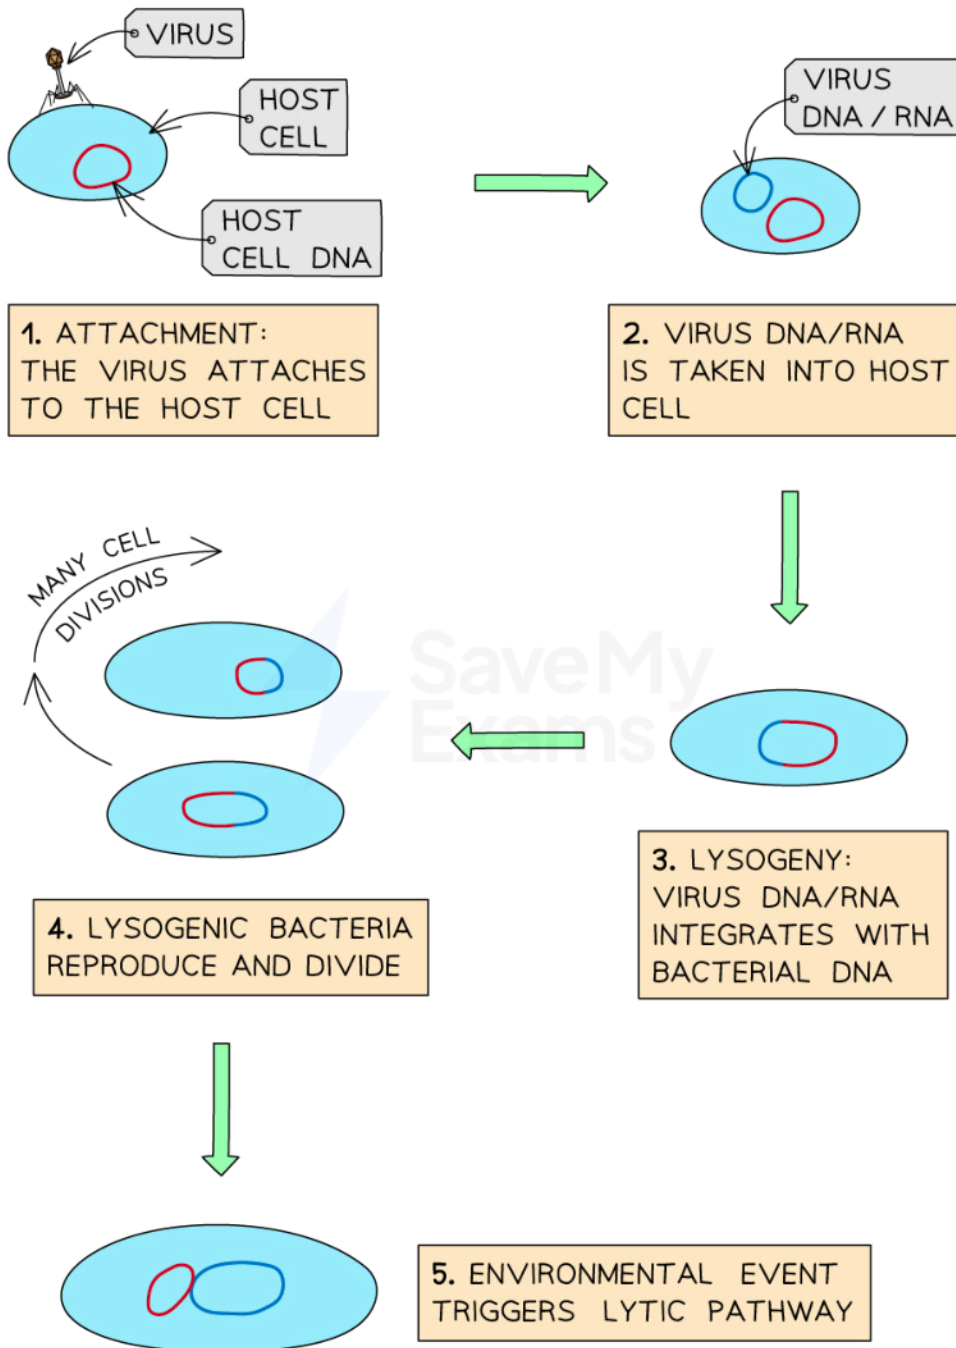 VIRUS
HOST
CELL
HOST
CELL DNA
VIRUS
DNA / RNA
1. ATTACHMENT:
THE VIRUS ATTACHES
TO THE HOST CELL
2. VIRUS DNA/RNA
IS TAKEN INTO HOST
CELL
MANY CELL
DIVISIONS
SaveMy
Exams
3. LYSOGENY:
VIRUS DNA/RNA
INTEGRATES WITH
BACTERIAL DNA
4. LYSOGENIC BACTERIA
REPRODUCE AND DIVIDE
5. ENVIRONMENTAL EVENT
TRIGGERS LYTIC PATHWAY